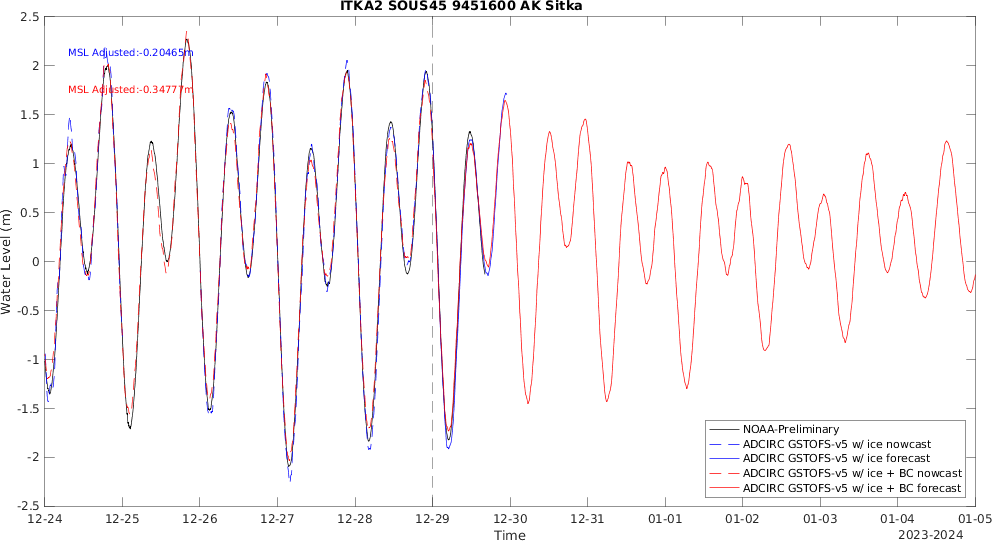 ITKA2 SOUS45 9451600 AK Sitka
2.5
2
1.5
1
0.5
0
-0.5
-1
-1.5
-2
-2.5
Water Level (m)
MSL Adjusted:-0.20465m
MSL Adjusted:-0.34777m
NOAA-Preliminary
ADCIRC GSTOFS-v5 w/ ice nowcast
ADCIRC GSTOFS-v5 w/ ice forecast
ADCIRC GSTOFS-v5 w/ ice + BC nowcast
ADCIRC GSTOFS-v5 w/ ice + BC forecast
12-24 12-25 12-26 12-27 12-28 12-29 12-30 12-31 01-01 01-02 01-03 01-04 01-05
Time
2023-2024